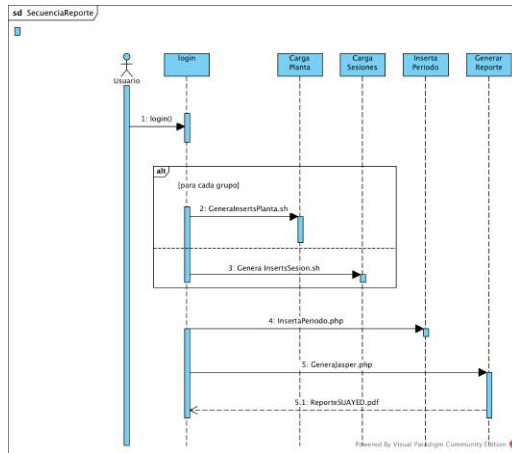 sd SecuenciaReporte
Usuario
login
Carga
Planta
Carga
Sesiones
Inserta
Periodo
Generar
Reporte
1: login()
alt
[para cada grupo]
2: GeneraInsertsPlanta.sh
3: Genera InsertsSesion.sh
4: InsertaPeriodo.php
5: GeneraJasper.php
5.1: ReporteSUAYED.pdf
Powered By Visual Paradigm Community Edition